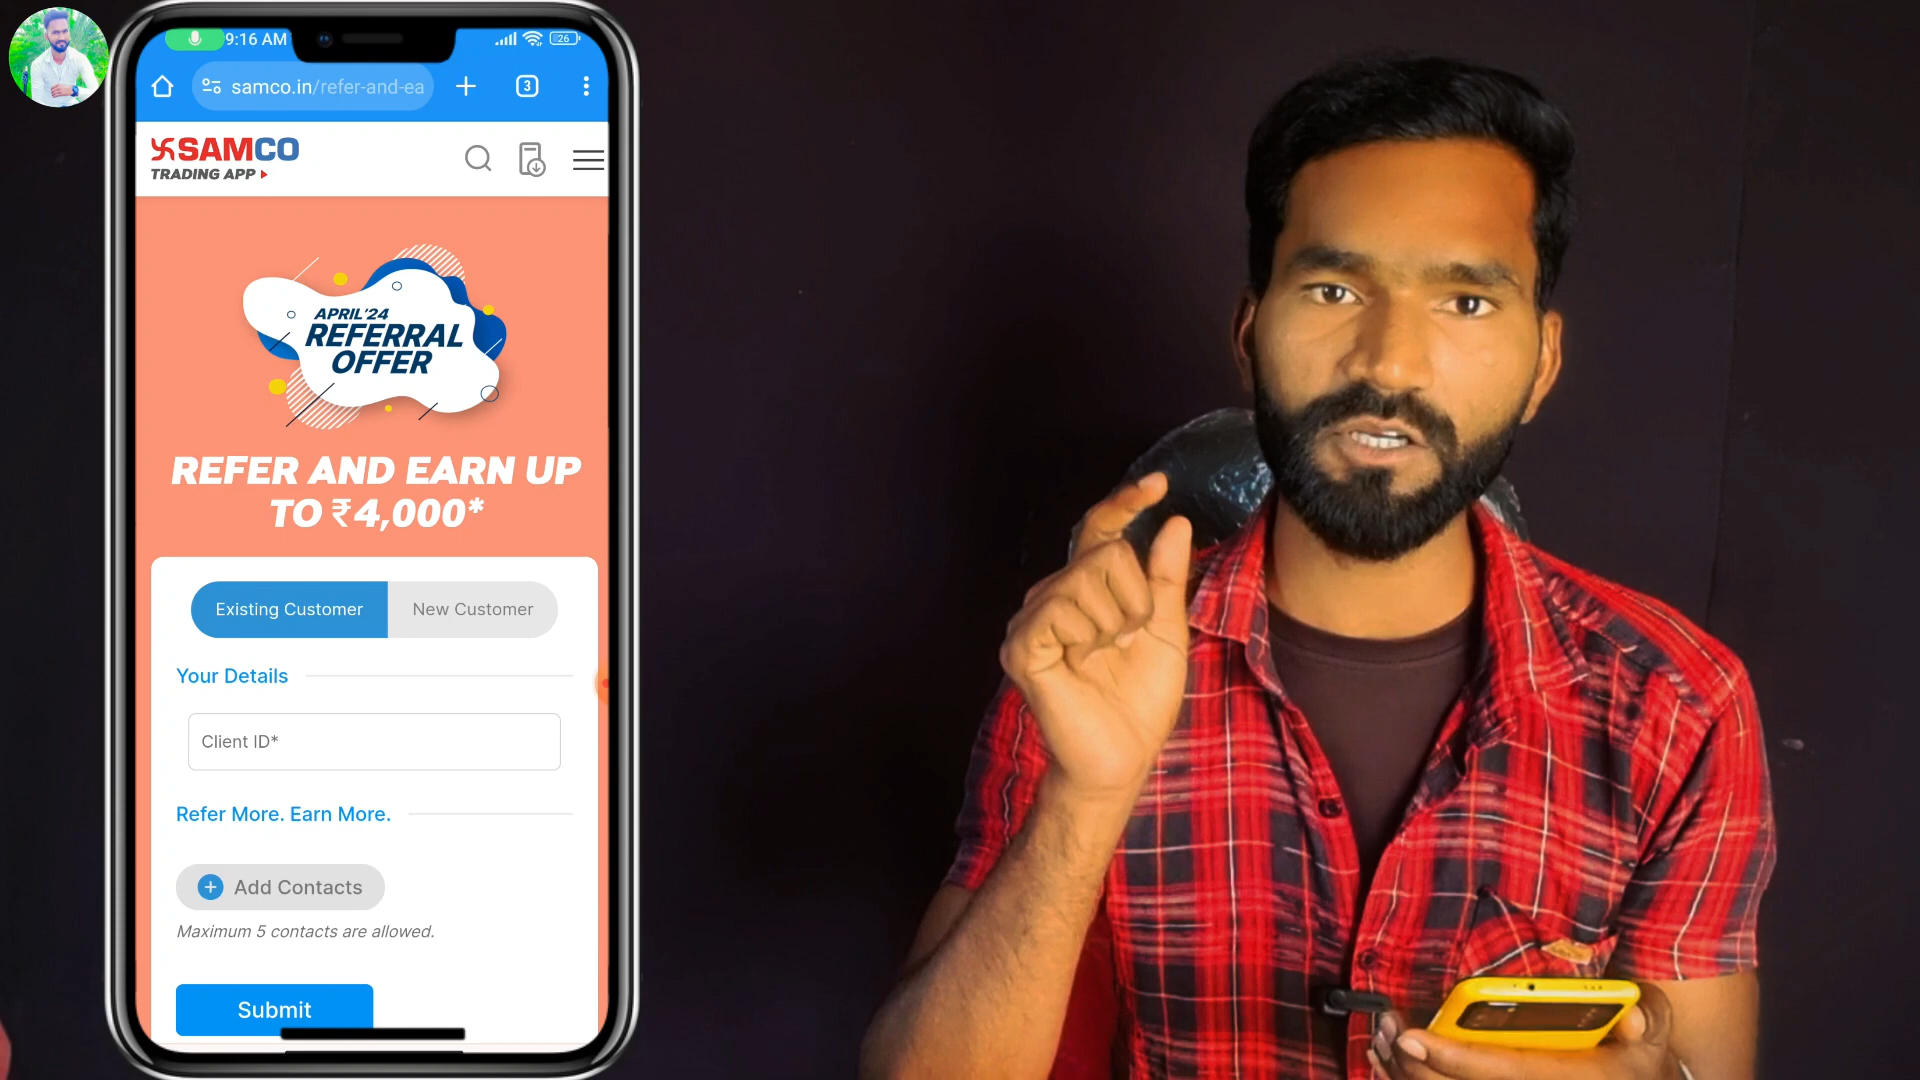 9:16 AM
26
samco.in/refer-and-ea
3
SAMCO
TRADING APP
APRIL'24
REFERRAL
OFFER
REFER AND EARN UP
TO ₹4,000*
Existing Customer
New Customer
Your Details
Client ID*
Refer More. Earn More.
Add Contacts
Maximum 5 contacts are allowed.
Submit